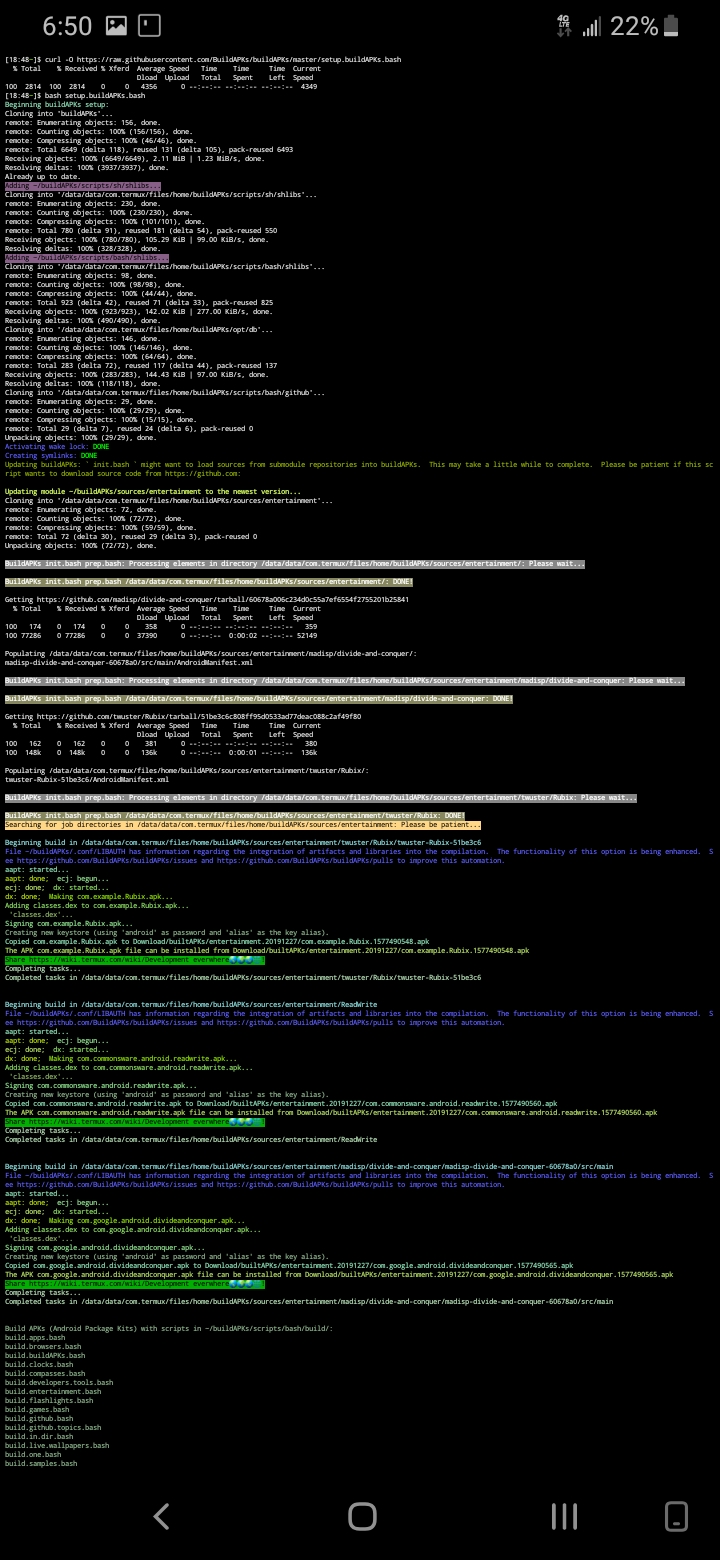 6:50 4G LTE 22%
[18:48~]$ curl -O https://raw.githubusercontent.com/BuildAPKs/buildAPKs/master/setup.buildAPKs.bash
% Total % Received % Xferd Average Speed Time Time Time Current
Dload Upload Total Spent Left Speed
100 2814 100 2814 0 0 4356 0 --:--:-- --:--:-- --:--:-- 4349
[18:48~]$ bash setup.buildAPKs.bash
Beginning buildAPKs setup:
Cloning into 'buildAPKs'...
remote: Enumerating objects: 156, done.
remote: Counting objects: 100% (156/156), done.
remote: Compressing objects: 100% (46/46), done.
remote: Total 6649 (delta 118), reused 131 (delta 105), pack-reused 6493
Receiving objects: 100% (6649/6649), 2.11 MiB | 1.23 MiB/s, done.
Resolving deltas: 100% (3937/3937), done.
Already up to date.
Adding ~/buildAPKs/scripts/sh/shlibs...
Cloning into '/data/data/com.termux/files/home/buildAPKs/scripts/sh/shlibs'...
remote: Enumerating objects: 230, done.
remote: Counting objects: 100% (230/230), done.
remote: Compressing objects: 100% (101/101), done.
remote: Total 780 (delta 91), reused 181 (delta 54), pack-reused 550
Receiving objects: 100% (780/780), 105.29 KiB | 99.00 KiB/s, done.
Resolving deltas: 100% (328/328), done.
Adding ~/buildAPKs/scripts/bash/shlibs...
Cloning into '/data/data/com.termux/files/home/buildAPKs/scripts/bash/shlibs'...
remote: Enumerating objects: 98, done.
remote: Counting objects: 100% (98/98), done.
remote: Compressing objects: 100% (44/44), done.
remote: Total 923 (delta 42), reused 71 (delta 33), pack-reused 825
Receiving objects: 100% (923/923), 142.02 KiB | 277.00 KiB/s, done.
Resolving deltas: 100% (490/490), done.
Cloning into '/data/data/com.termux/files/home/buildAPKs/opt/db'...
remote: Enumerating objects: 146, done.
remote: Counting objects: 100% (146/146), done.
remote: Compressing objects: 100% (64/64), done.
remote: Total 283 (delta 72), reused 117 (delta 44), pack-reused 137
Receiving objects: 100% (283/283), 144.43 KiB | 97.00 KiB/s, done.
Resolving deltas: 100% (118/118), done.
Cloning into '/data/data/com.termux/files/home/buildAPKs/scripts/bash/github'...
remote: Enumerating objects: 29, done.
remote: Counting objects: 100% (29/29), done.
remote: Compressing objects: 100% (15/15), done.
remote: Total 29 (delta 7), reused 24 (delta 6), pack-reused 0
Unpacking objects: 100% (29/29), done.
Activating wake lock: DONE
Creating symlinks: DONE
Updating buildAPKs: ` init.bash ` might want to load sources from submodule repositories into buildAPKs. This may take a little while to complete. Please be patient if this sc
ript wants to download source code from https://github.com:
Updating module ~/buildAPKs/sources/entertainment to the newest version...
Cloning into '/data/data/com.termux/files/home/buildAPKs/sources/entertainment'...
remote: Enumerating objects: 72, done.
remote: Counting objects: 100% (72/72), done.
remote: Compressing objects: 100% (59/59), done.
remote: Total 72 (delta 30), reused 29 (delta 3), pack-reused 0
Unpacking objects: 100% (72/72), done.
BuildAPKs init.bash prep.bash: Processing elements in directory /data/data/com.termux/files/home/buildAPKs/sources/entertainment/: Please wait...
BuildAPKs init.bash prep.bash /data/data/com.termux/files/home/buildAPKs/sources/entertainment/: DONE!
Getting https://github.com/madisp/divide-and-conquer/tarball/60678a006c234d0c55a7ef6554f2755201b25841
% Total % Received % Xferd Average Speed Time Time Time Current
Dload Upload Total Spent Left Speed
100 174 0 174 0 0 358 0 --:--:-- --:--:-- --:--:-- 359
100 77286 0 77286 0 0 37390 0 --:--:-- 0:00:02 --:--:-- 52149
Populating /data/data/com.termux/files/home/buildAPKs/sources/entertainment/madisp/divide-and-conquer/:
madisp-divide-and-conquer-60678a0/src/main/AndroidManifest.xml
BuildAPKs init.bash prep.bash: Processing elements in directory /data/data/com.termux/files/home/buildAPKs/sources/entertainment/madisp/divide-and-conquer: Please wait...
BuildAPKs init.bash prep.bash /data/data/com.termux/files/home/buildAPKs/sources/entertainment/madisp/divide-and-conquer: DONE!
Getting https://github.com/twuster/Rubix/tarball/51be3c6c808ff95d0533ad77deac088c2af49f80
% Total % Received % Xferd Average Speed Time Time Time Current
Dload Upload Total Spent Left Speed
100 162 0 162 0 0 381 0 --:--:-- --:--:-- --:--:-- 380
100 148k 0 148k 0 0 136k 0 --:--:-- 0:00:01 --:--:-- 136k
Populating /data/data/com.termux/files/home/buildAPKs/sources/entertainment/twuster/Rubix/:
twuster-Rubix-51be3c6/AndroidManifest.xml
BuildAPKs init.bash prep.bash: Processing elements in directory /data/data/com.termux/files/home/buildAPKs/sources/entertainment/twuster/Rubix: Please wait...
BuildAPKs init.bash prep.bash /data/data/com.termux/files/home/buildAPKs/sources/entertainment/twuster/Rubix: DONE!
Searching for job directories in /data/data/com.termux/files/home/buildAPKs/sources/entertainment: Please be patient...
Beginning build in /data/data/com.termux/files/home/buildAPKs/sources/entertainment/twuster/Rubix/twuster-Rubix-51be3c6
File ~/buildAPKs/.conf/LIBAUTH has information regarding the integration of artifacts and libraries into the compilation. The functionality of this option is being enhanced. S
ee https://github.com/BuildAPKs/buildAPKs/issues and https://github.com/BuildAPKs/buildAPKs/pulls to improve this automation.
aapt: started...
aapt: done; ecj: begun...
ecj: done; dx: started...
dx: done; Making com.example.Rubix.apk...
Adding classes.dex to com.example.Rubix.apk...
'classes.dex'...
Signing com.example.Rubix.apk...
Creating new keystore (using 'android' as password and 'alias' as the key alias).
Copied com.example.Rubix.apk to Download/builtAPKs/entertainment.20191227/com.example.Rubix.1577490548.apk
The APK com.example.Rubix.apk file can be installed from Download/builtAPKs/entertainment.20191227/com.example.Rubix.1577490548.apk
Share https://wiki.termux.com/wiki/Development everwhere🌎🌍🌏
Completing tasks...
Completed tasks in /data/data/com.termux/files/home/buildAPKs/sources/entertainment/twuster/Rubix/twuster-Rubix-51be3c6
Beginning build in /data/data/com.termux/files/home/buildAPKs/sources/entertainment/ReadWrite
File ~/buildAPKs/.conf/LIBAUTH has information regarding the integration of artifacts and libraries into the compilation. The functionality of this option is being enhanced. S
ee https://github.com/BuildAPKs/buildAPKs/issues and https://github.com/BuildAPKs/buildAPKs/pulls to improve this automation.
aapt: started...
aapt: done; ecj: begun...
ecj: done; dx: started...
dx: done; Making com.commonsware.android.readwrite.apk...
Adding classes.dex to com.commonsware.android.readwrite.apk...
'classes.dex'...
Signing com.commonsware.android.readwrite.apk...
Creating new keystore (using 'android' as password and 'alias' as the key alias).
Copied com.commonsware.android.readwrite.apk to Download/builtAPKs/entertainment.20191227/com.commonsware.android.readwrite.1577490560.apk
The APK com.commonsware.android.readwrite.apk file can be installed from Download/builtAPKs/entertainment.20191227/com.commonsware.android.readwrite.1577490560.apk
Share https://wiki.termux.com/wiki/Development everwhere🌎🌍🌏
Completing tasks...
Completed tasks in /data/data/com.termux/files/home/buildAPKs/sources/entertainment/ReadWrite
Beginning build in /data/data/com.termux/files/home/buildAPKs/sources/entertainment/madisp/divide-and-conquer/madisp-divide-and-conquer-60678a0/src/main
File ~/buildAPKs/.conf/LIBAUTH has information regarding the integration of artifacts and libraries into the compilation. The functionality of this option is being enhanced. S
ee https://github.com/BuildAPKs/buildAPKs/issues and https://github.com/BuildAPKs/buildAPKs/pulls to improve this automation.
aapt: started...
aapt: done; ecj: begun...
ecj: done; dx: started...
dx: done; Making com.google.android.divideandconquer.apk...
Adding classes.dex to com.google.android.divideandconquer.apk...
'classes.dex'...
Signing com.google.android.divideandconquer.apk...
Creating new keystore (using 'android' as password and 'alias' as the key alias).
Copied com.google.android.divideandconquer.apk to Download/builtAPKs/entertainment.20191227/com.google.android.divideandconquer.1577490565.apk
The APK com.google.android.divideandconquer.apk file can be installed from Download/builtAPKs/entertainment.20191227/com.google.android.divideandconquer.1577490565.apk
Share https://wiki.termux.com/wiki/Development everwhere🌎🌍🌏
Completing tasks...
Completed tasks in /data/data/com.termux/files/home/buildAPKs/sources/entertainment/madisp/divide-and-conquer/madisp-divide-and-conquer-60678a0/src/main
Build APKs (Android Package Kits) with scripts in ~/buildAPKs/scripts/bash/build/:
build.apps.bash
build.browsers.bash
build.buildAPKs.bash
build.clocks.bash
build.compasses.bash
build.developers.tools.bash
build.entertainment.bash
build.flashlights.bash
build.games.bash
build.github.bash
build.github.topics.bash
build.in.dir.bash
build.live.wallpapers.bash
build.one.bash
build.samples.bash